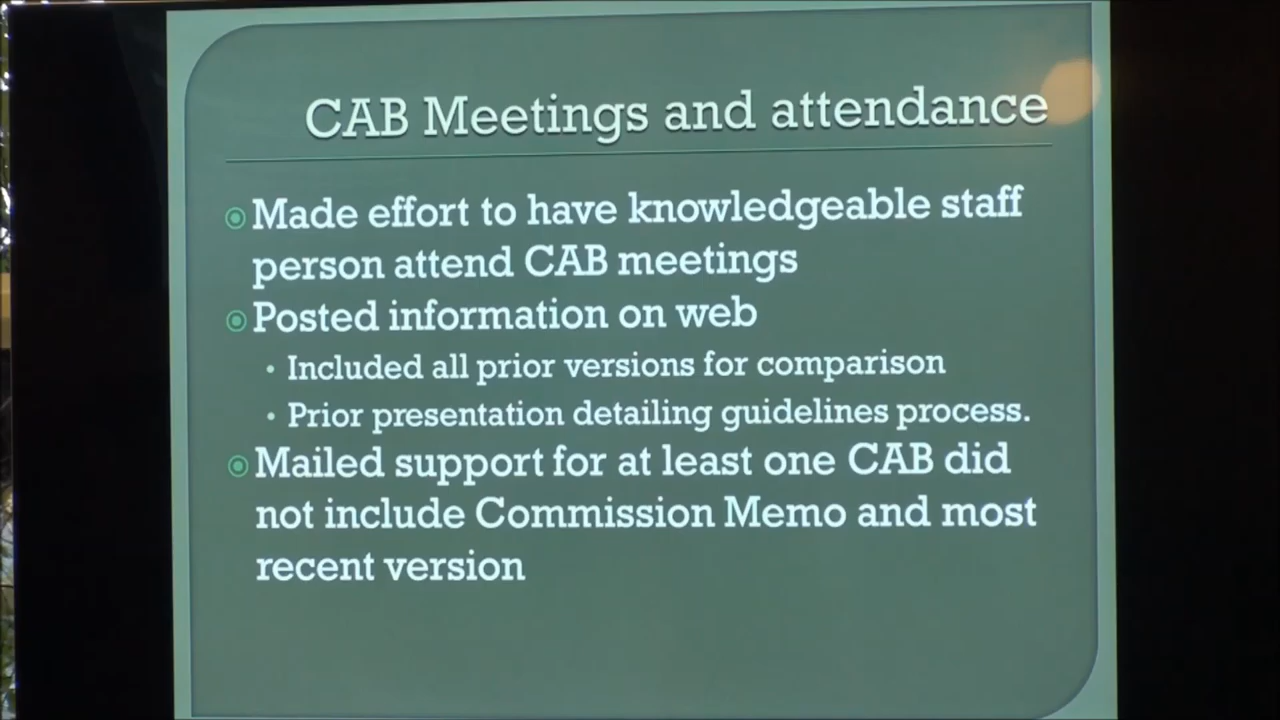 CAB Meetings and attendance
Made effort to have knowledgeable staff
person attend CAB meetings
Posted information on web
Included all prior versions for comparison
Prior presentation detailing guidelines process.
Mailed support for at least one CAB did
not include Commission Memo and most
recent version